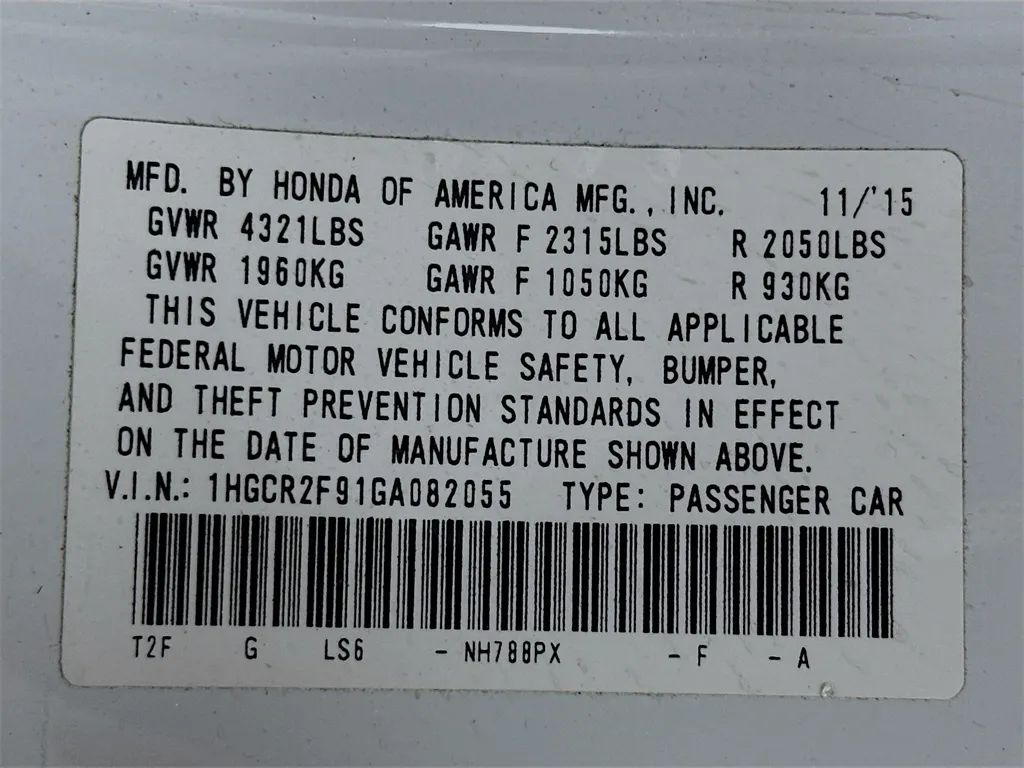 MFD. BY HONDA OF AMERICA MFG., INC. 11/'15
GVWR 4321LBS GAWR F 2315LBS R 2050LBS
GVWR 1960KG GAWR F 1050KG R 930KG
THIS VEHICLE CONFORMS TO ALL APPLICABLE
FEDERAL MOTOR VEHICLE SAFETY, BUMPER,
AND THEFT PREVENTION STANDARDS IN EFFECT
ON THE DATE OF MANUFACTURE SHOWN ABOVE.
V.I.N.: 1HGCR2F91GA082055 TYPE: PASSENGER CAR
T2F G LS6 - NH788PX - F - A